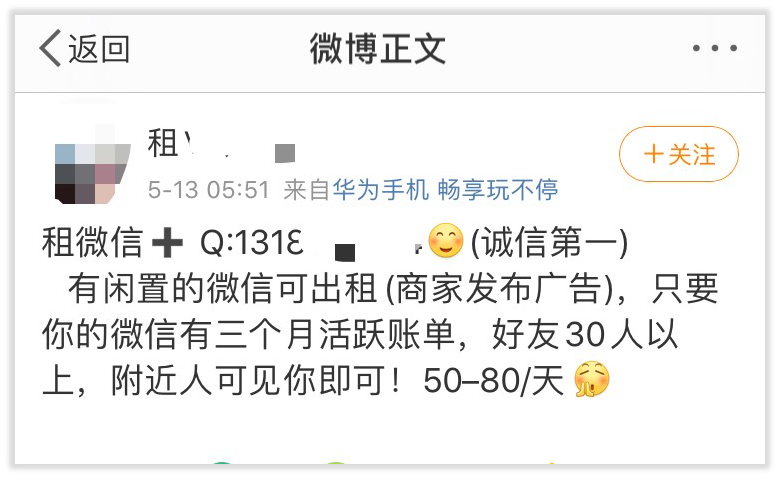 返回
微博正文
租
+关注
5-13 05:51 来自华为手机 畅享玩不停
租微信➕ Q:1318 😊(诚信第一)
有闲置的微信可出租(商家发布广告)，只要
你的微信有三个月活跃账单，好友30人以
上，附近人可见你即可！50–80/天